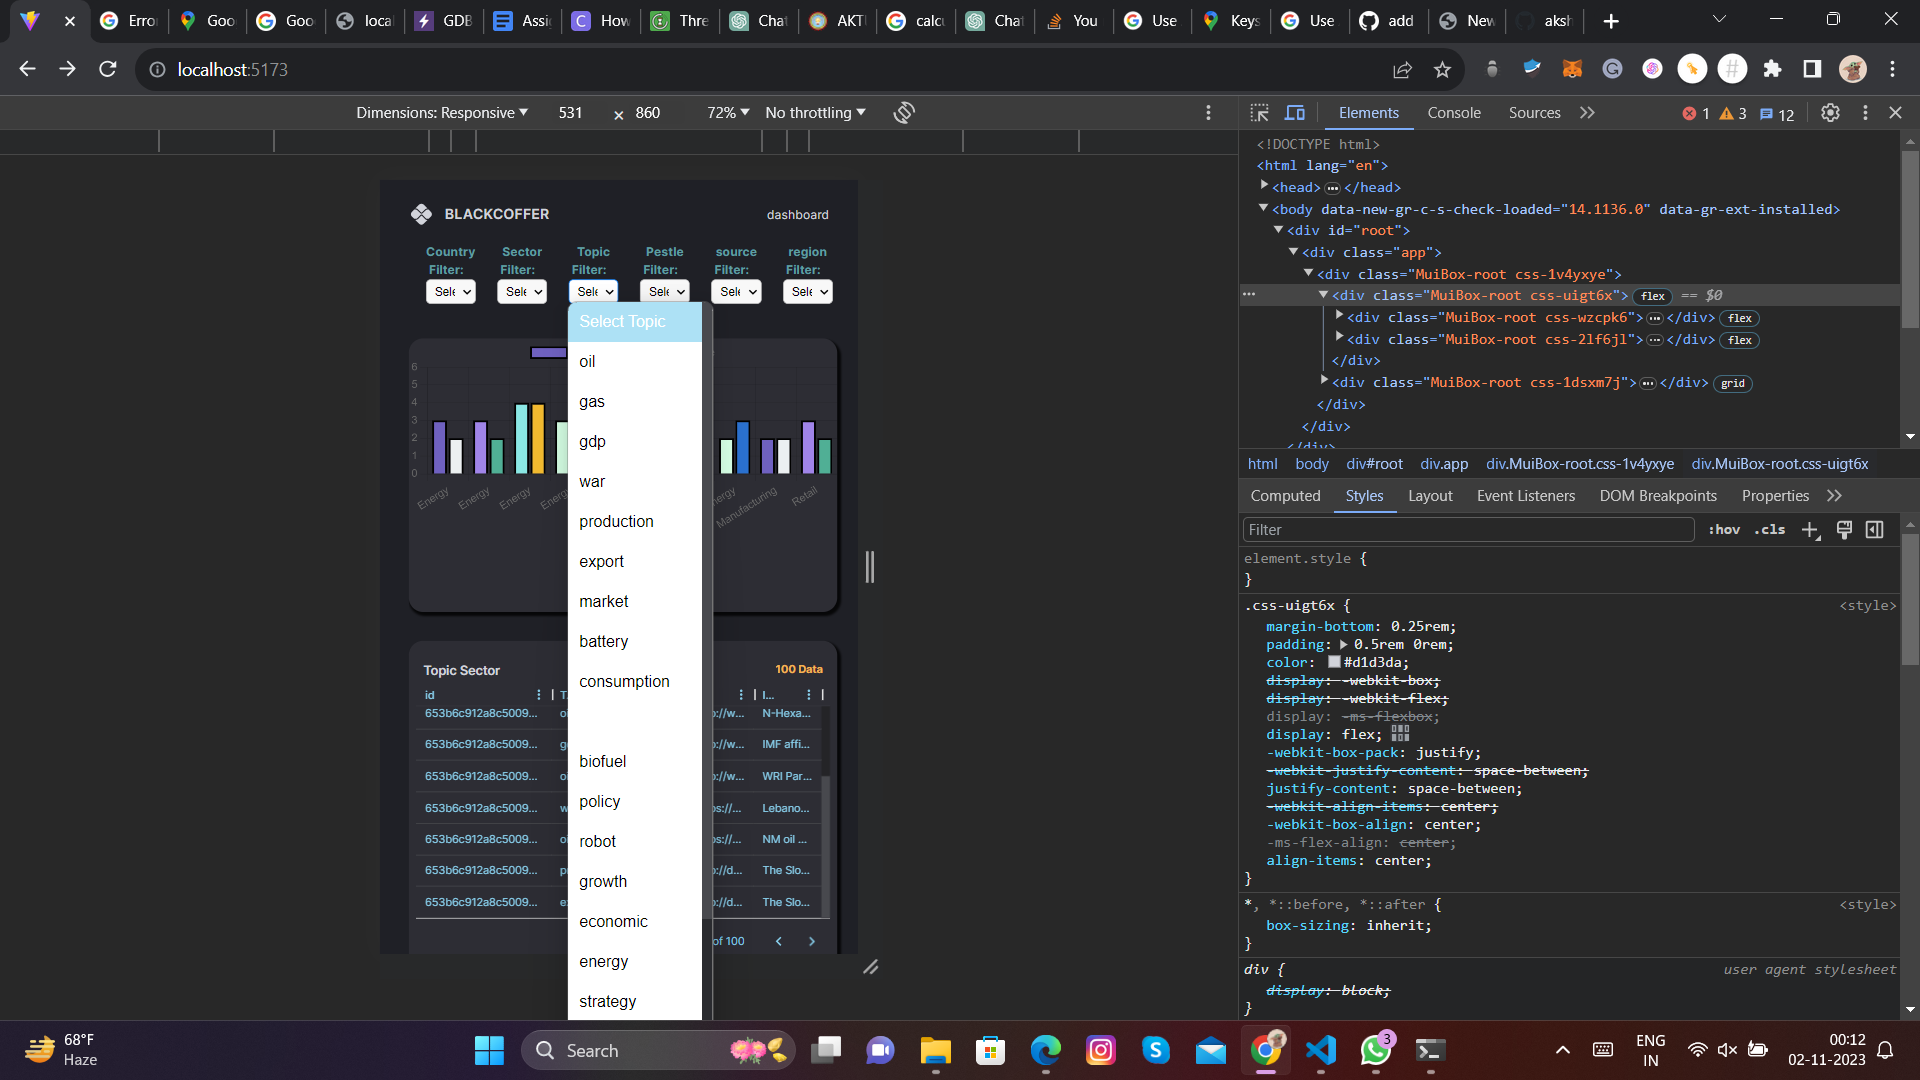 Erro
Goo
Goo
loca
GDB
Assi
How
Thre
Chat
AKT
calcu
Chat
You
Use
Keys
Use
add
New
aksh
localhost:5173
Dimensions: Responsive 531 × 860 72% No throttling
Elements Console Sources 1 3 12
BLACKCOFFER dashboard
Country Filter:
Sector Filter:
Topic Filter:
Pestle Filter:
source Filter:
region Filter:
Sele Sele Sele Sele Sele Sele
Select Topic
oil
gas
gdp
war
production
export
market
battery
consumption
biofuel
policy
robot
growth
economic
energy
strategy
6
5
4
3
2
1
0
Energy Energy Energy Energ ergy Manufacturing Retail
Topic Sector 100 Data
id T. I...
653b6c912a8c5009... oi ://w... N-Hexa...
653b6c912a8c5009... g ://w... IMF affi...
653b6c912a8c5009... oi ://w... WRI Par...
653b6c912a8c5009... w os://... Lebano...
653b6c912a8c5009... oi os://... NM oil ...
653b6c912a8c5009... p ://d... The Slo...
653b6c912a8c5009... e ://d... The Slo...
of 100
<!DOCTYPE html>
<html lang="en">
<head> ··· </head>
<body data-new-gr-c-s-check-loaded="14.1136.0" data-gr-ext-installed>
<div id="root">
<div class="app">
<div class="MuiBox-root css-1v4yxye">
··· <div class="MuiBox-root css-uigt6x"> flex == $0
<div class="MuiBox-root css-wzcpk6"> ··· </div> flex
<div class="MuiBox-root css-2lf6jl"> ··· </div> flex
</div>
<div class="MuiBox-root css-1dsxm7j"> ··· </div> grid
</div>
</div>
</div>
html body div#root div.app div.MuiBox-root.css-1v4yxye div.MuiBox-root.css-uigt6x
Computed Styles Layout Event Listeners DOM Breakpoints Properties
Filter :hov .cls
element.style {
}
.css-uigt6x { <style>
margin-bottom: 0.25rem;
padding: 0.5rem 0rem;
color: #d1d3da;
display: -webkit-box;
display: -webkit-flex;
display: -ms-flexbox;
display: flex;
-webkit-box-pack: justify;
-webkit-justify-content: space-between;
justify-content: space-between;
-webkit-align-items: center;
-webkit-box-align: center;
-ms-flex-align: center;
align-items: center;
}
*, *::before, *::after { <style>
box-sizing: inherit;
}
div { user agent stylesheet
display: block;
}
68°F
Haze
Search
3
ENG
IN
00:12
02-11-2023